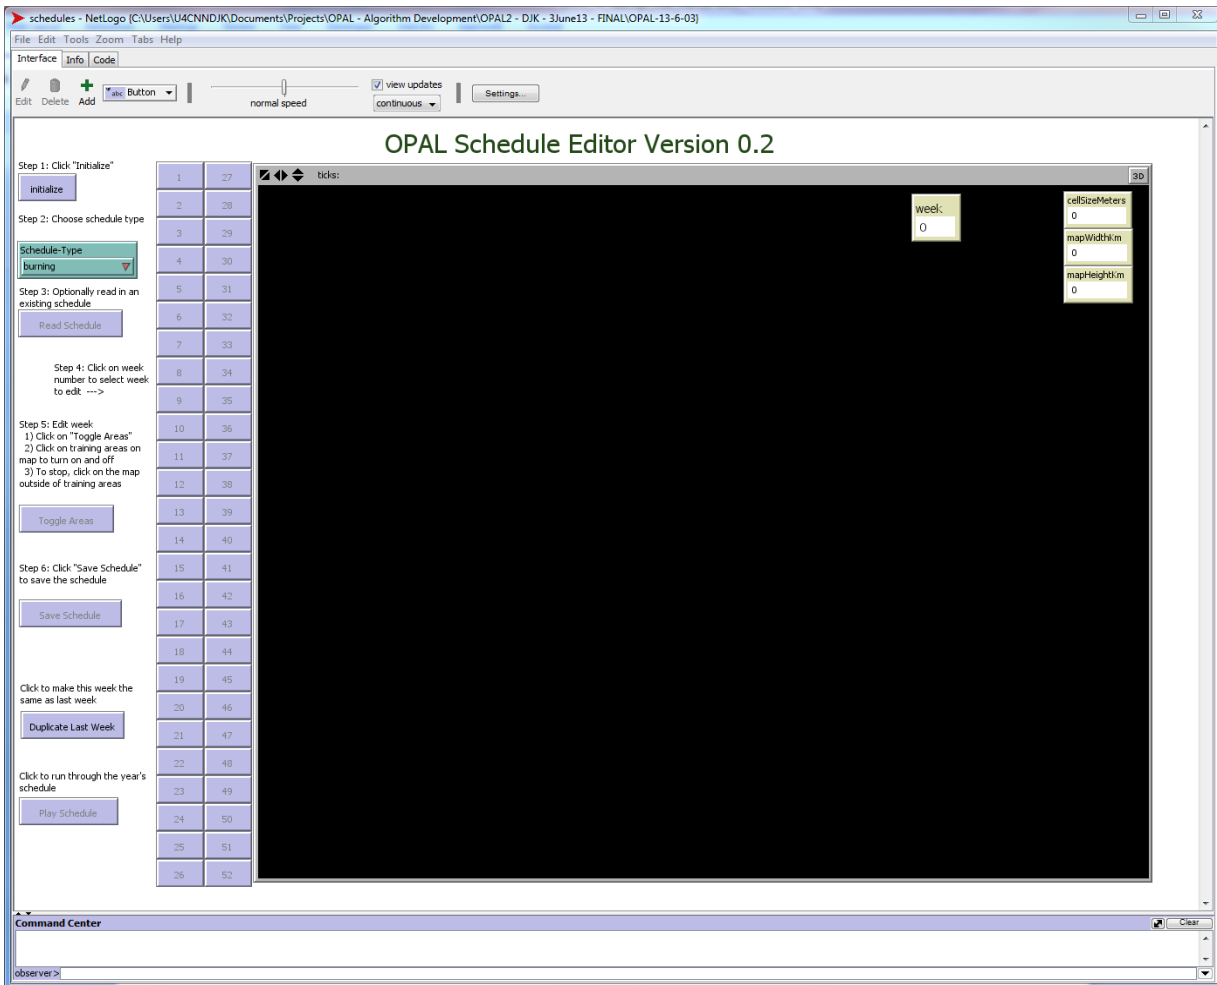 schedules - NetLogo {C:\Users\U4CNNDJK\Documents\Projects\OPAL - Algorithm Development\OPAL2 - DJK - 3June13 - FINAL\OPAL-13-6-03}
File Edit Tools Zoom Tabs Help
Interface Info Code
Edit Delete Add abc Button normal speed view updates continuous Settings...
OPAL Schedule Editor Version 0.2
Step 1: Click "Initialize"
initialize
Step 2: Choose schedule type
Schedule-Type
burning
Step 3: Optionally read in an
existing schedule
Read Schedule
Step 4: Click on week
number to select week
to edit --->
Step 5: Edit week
1) Click on "Toggle Areas"
2) Click on training areas on
map to turn on and off
3) To stop, click on the map
outside of training areas
Toggle Areas
Step 6: Click "Save Schedule"
to save the schedule
Save Schedule
Click to make this week the
same as last week
Duplicate Last Week
Click to run through the year's
schedule
Play Schedule
1 27
2 28
3 29
4 30
5 31
6 32
7 33
8 34
9 35
10 36
11 37
12 38
13 39
14 40
15 41
16 42
17 43
18 44
19 45
20 46
21 47
22 48
23 49
24 50
25 51
26 52
ticks: 3D
week
0
cellSizeMeters
0
mapWidthKm
0
mapHeightKm
0
Command Center Clear
observer>